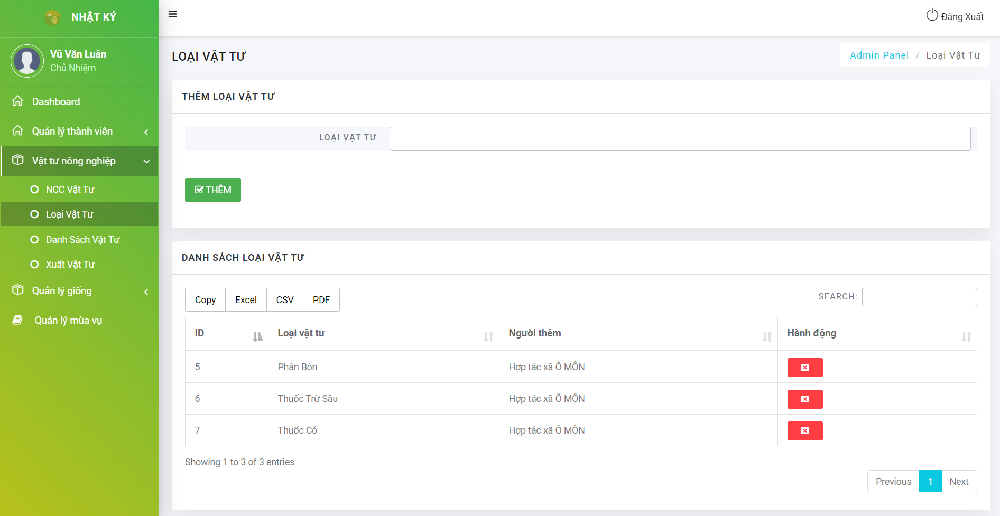 NHẬT KÝ
Vũ Văn Luân
Chủ Nhiệm
Dashboard
Quản lý thành viên
Vật tư nông nghiệp
NCC Vật Tư
Loại Vật Tư
Danh Sách Vật Tư
Xuất Vật Tư
Quản lý giống
Quản lý mùa vụ
Đăng Xuất
LOẠI VẬT TƯ
Admin Panel / Loại Vật Tư
THÊM LOẠI VẬT TƯ
LOẠI VẬT TƯ
THÊM
DANH SÁCH LOẠI VẬT TƯ
Copy Excel CSV PDF
SEARCH:
ID Loại vật tư Người thêm Hành động
5 Phân Bón Hợp tác xã Ô MÔN
6 Thuốc Trừ Sâu Hợp tác xã Ô MÔN
7 Thuốc Cỏ Hợp tác xã Ô MÔN
Showing 1 to 3 of 3 entries
Previous 1 Next